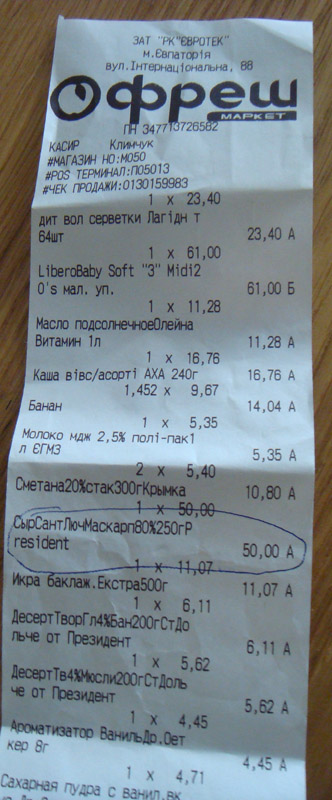 ЗАТ "РК"ЄВРОТЕК"
м.Євпаторія
вул.Інтернаціональна, 88
Офреш
МАРКЕТ
ПН 347713726582
КАСИР Климчук
#МАГАЗИН НО:М050
#POS ТЕРМИНАЛ:П05013
#ЧЕК ПРОДАЖИ:0130159983
1 x 23,40
дит вол серветки Лагідн т
64шт 23,40 А
1 x 61,00
LiberoBaby Soft "3" Midi2
0's мал. уп. 61,00 Б
1 x 11,28
Масло подсолнечноеОлейна
Витамин 1л 11,28 А
1 x 16,76
Каша вівс/асорті АХА 240г 16,76 А
1,452 x 9,67
Банан 14,04 А
1 x 5,35
Молоко мдж 2,5% полі-пак1
л ЄГМЗ 5,35 А
2 x 5,40
Сметана20%стак300гКрымка 10,80 А
1 x 50,00
СырСантЛючМаскарп80%250гР
resident 50,00 А
1 x 11,07
Икра баклаж.Екстра500г 11,07 А
1 x 6,11
ДесертТворГл4%Бан200гСтДо
льче от Президент 6,11 А
1 x 5,62
ДесертТв4%Мюсли200гСтДоль
че от Президент 5,62 А
1 x 4,45
Ароматизатор ВанильДр.Оет
кер 8г 4,45 А
1 x 4,71
Сахарная пудра с ванил.вк